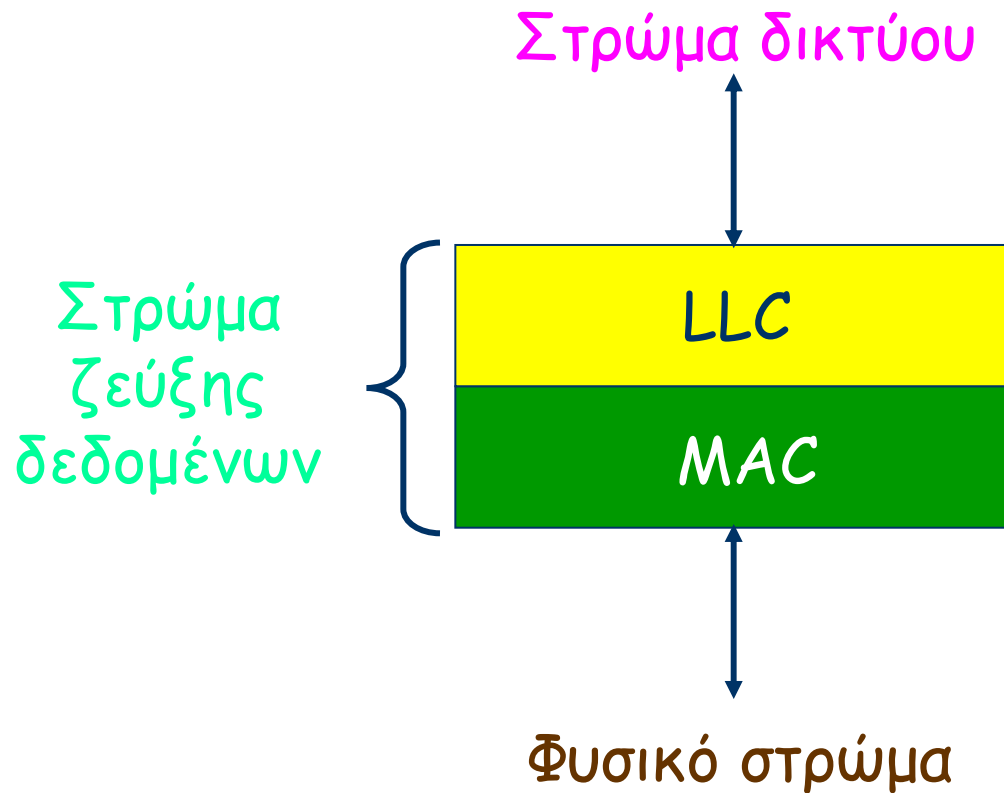 Στρώμα δικτύου
LLC
Στρώμα
ζεύξης
δεδομένων
MAC
Φυσικό στρώμα